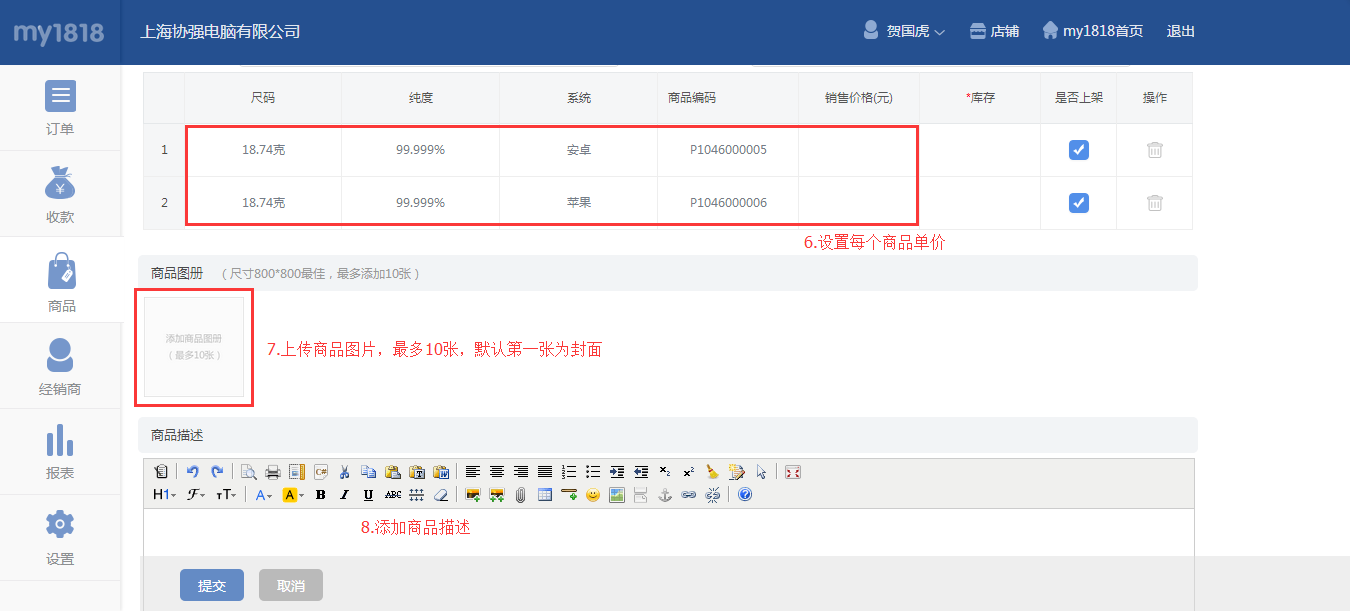 my1818 上海协强电脑有限公司 贺国虎 店铺 my1818首页 退出
订单
收款
商品
经销商
报表
设置
尺码 纯度 系统 商品编码 销售价格(元) *库存 是否上架 操作
1 18.74克 99.999% 安卓 P1046000005
2 18.74克 99.999% 苹果 P1046000006
6.设置每个商品单价
商品图册 （尺寸800*800最佳，最多添加10张）
添加商品图册
（最多10张）
7.上传商品图片，最多10张，默认第一张为封面
商品描述
H1 F TT A A B I U ABC
8.添加商品描述
提交 取消